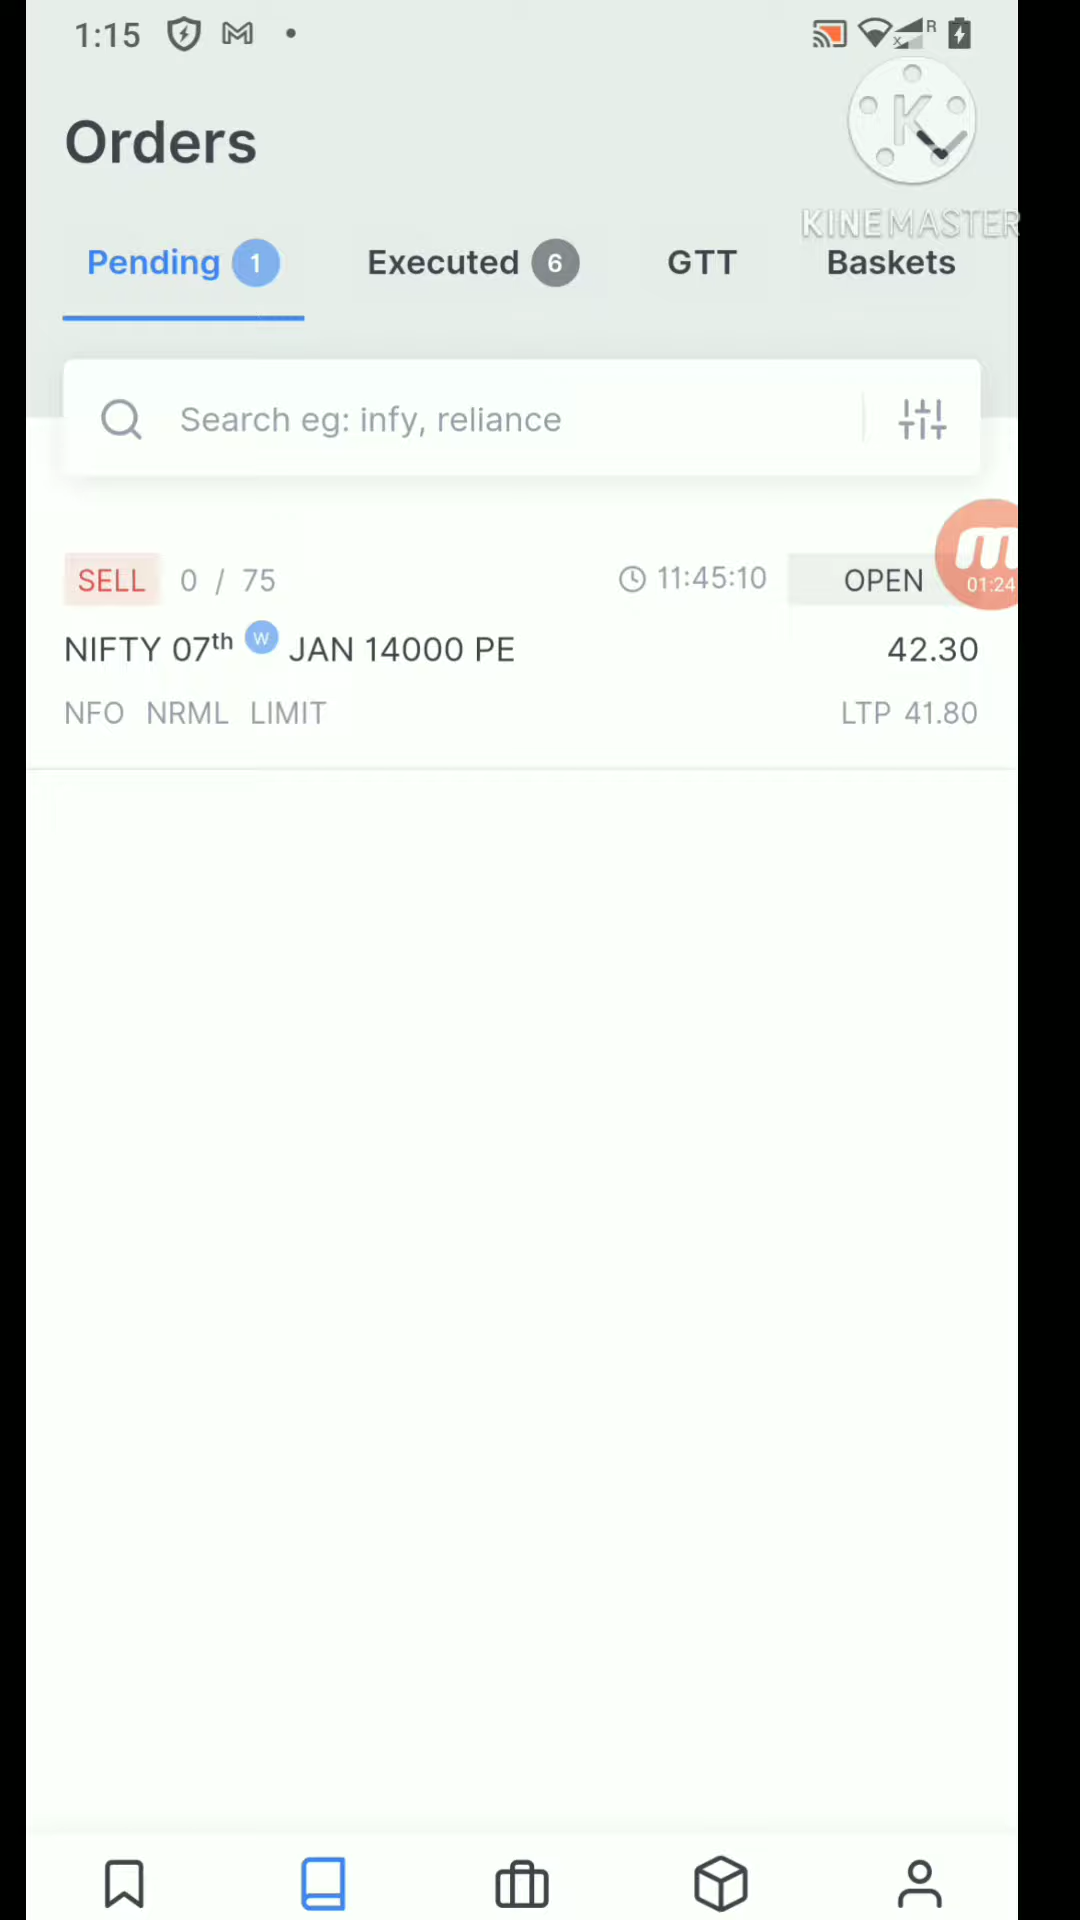 1:15 R
Orders
K
KINEMASTER
Pending 1 Executed 6 GTT Baskets
Search eg: infy, reliance
SELL 0 / 75 11:45:10 OPEN
01:24
NIFTY 07th W JAN 14000 PE 42.30
NFO NRML LIMIT LTP 41.80